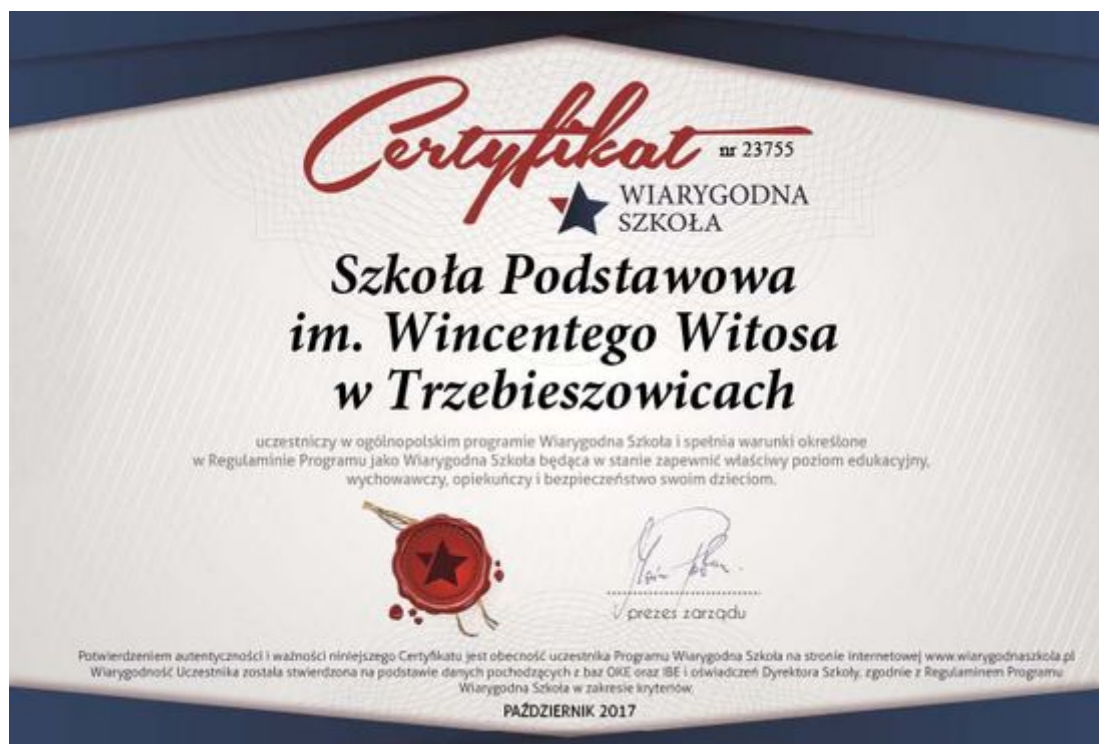 Certyfikat nr 23755
WIARYGODNA
SZKOŁA
Szkoła Podstawowa
im. Wincentego Witosa
w Trzebieszowicach
uczestniczy w ogólnopolskim programie Wiarygodna Szkoła i spełnia warunki określone
w Regulaminie Programu jako Wiarygodna Szkoła będąca w stanie zapewnić właściwy poziom edukacyjny,
wychowawczy, opiekuńczy i bezpieczeństwo swoim dzieciom.
prezes zarządu
Potwierdzeniem autentyczności i ważności niniejszego Certyfikatu jest obecność uczestnika Programu Wiarygodna Szkoła na stronie internetowej www.wiarygodnaszkola.pl
Wiarygodność Uczestnika została stwierdzona na podstawie danych pochodzących z baz OKE oraz IBE i oświadczeń Dyrektora Szkoły, zgodnie z Regulaminem Programu
Wiarygodna Szkoła w zakresie kryteriów.
PAŹDZIERNIK 2017